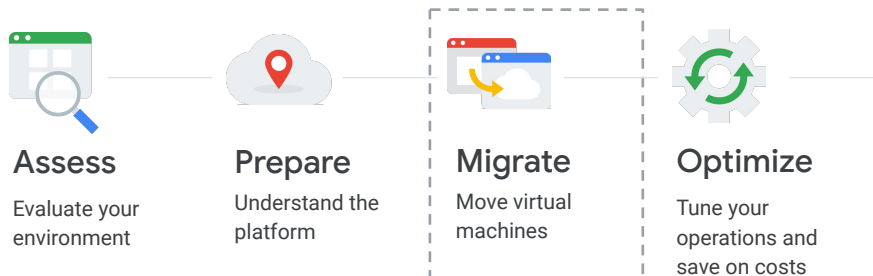 Assess
Evaluate your
environment
Prepare
Understand the
platform
Migrate
Move virtual
machines
Optimize
Tune your
operations and
save on costs